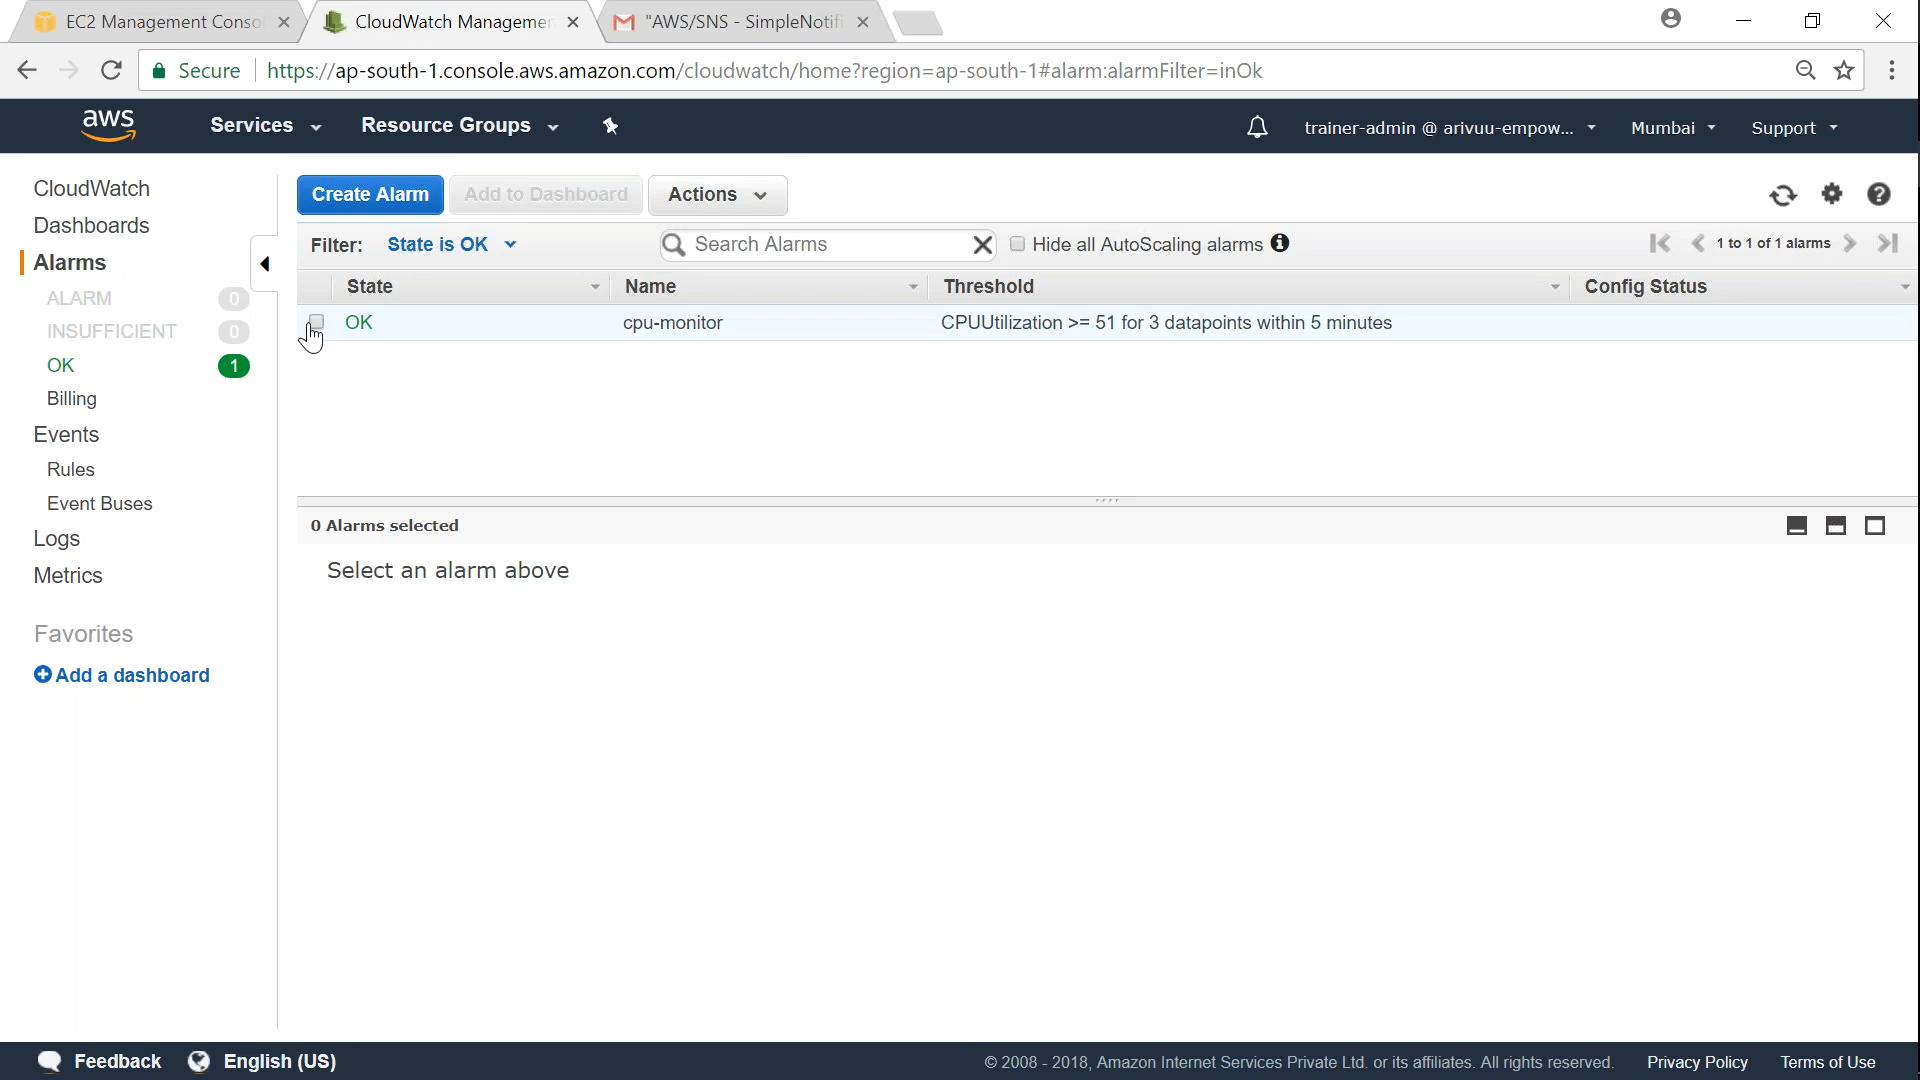 EC2 Management Conso
CloudWatch Managemen
"AWS/SNS - SimpleNotifi
Secure
https://ap-south-1.console.aws.amazon.com/cloudwatch/home?region=ap-south-1#alarm:alarmFilter=inOk
aws
Services
Resource Groups
trainer-admin @ arivuu-empow...
Mumbai
Support
CloudWatch
Dashboards
Alarms
ALARM 0
INSUFFICIENT 0
OK 1
Billing
Events
Rules
Event Buses
Logs
Metrics
Favorites
Add a dashboard
Create Alarm
Add to Dashboard
Actions
Filter: State is OK
Search Alarms
Hide all AutoScaling alarms
1 to 1 of 1 alarms
State Name Threshold Config Status
OK cpu-monitor CPUUtilization >= 51 for 3 datapoints within 5 minutes
0 Alarms selected
Select an alarm above
Feedback
English (US)
© 2008 - 2018, Amazon Internet Services Private Ltd. or its affiliates. All rights reserved.
Privacy Policy
Terms of Use